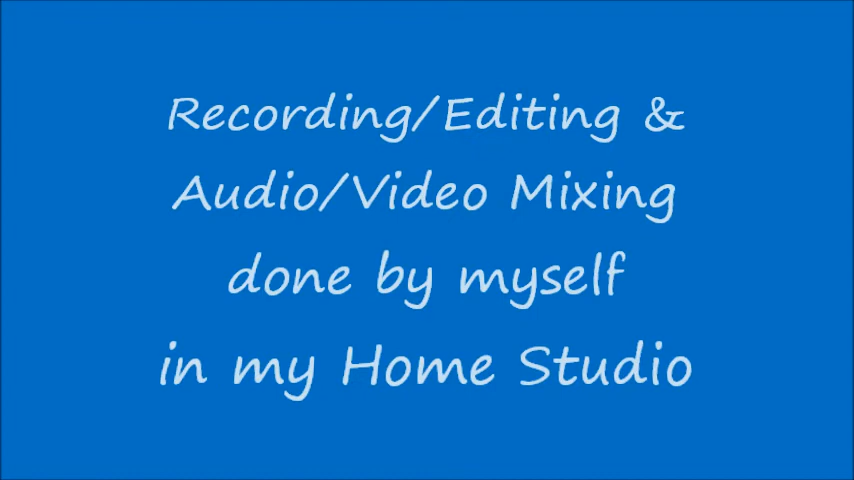 Recording/Editing &
Audio/Video Mixing
done by myself
in my Home Studio